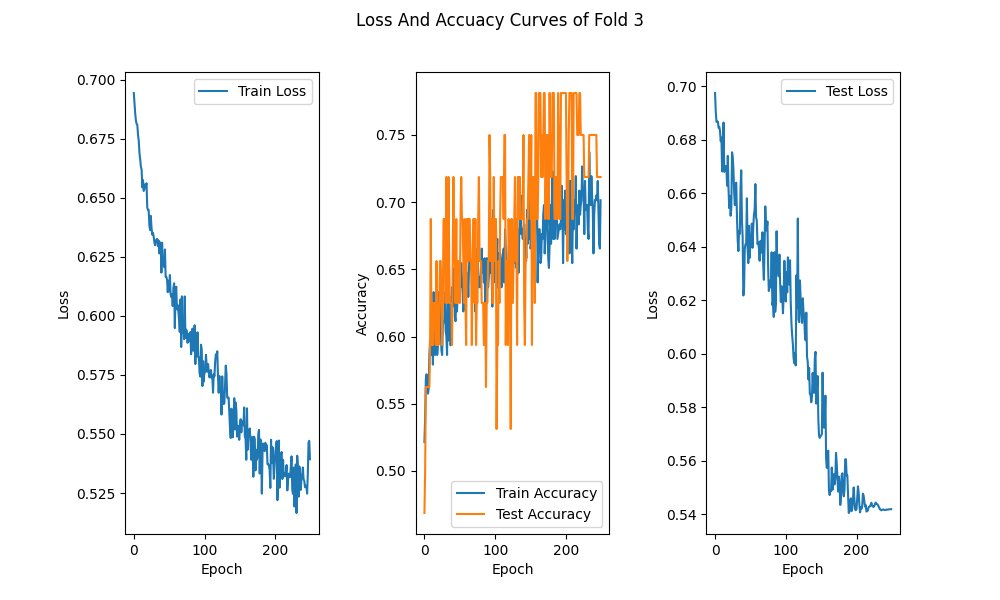 Loss And Accuacy Curves of Fold 3
Loss
0.700
0.675
0.650
0.625
0.600
0.575
0.550
0.525
Train Loss
0
100
200
Epoch
Accuracy
0.75
0.70
0.65
0.60
0.55
0.50
Train Accuracy
Test Accuracy
0
100
200
Epoch
Loss
0.70
0.68
0.66
0.64
0.62
0.60
0.58
0.56
0.54
Test Loss
0
100
200
Epoch